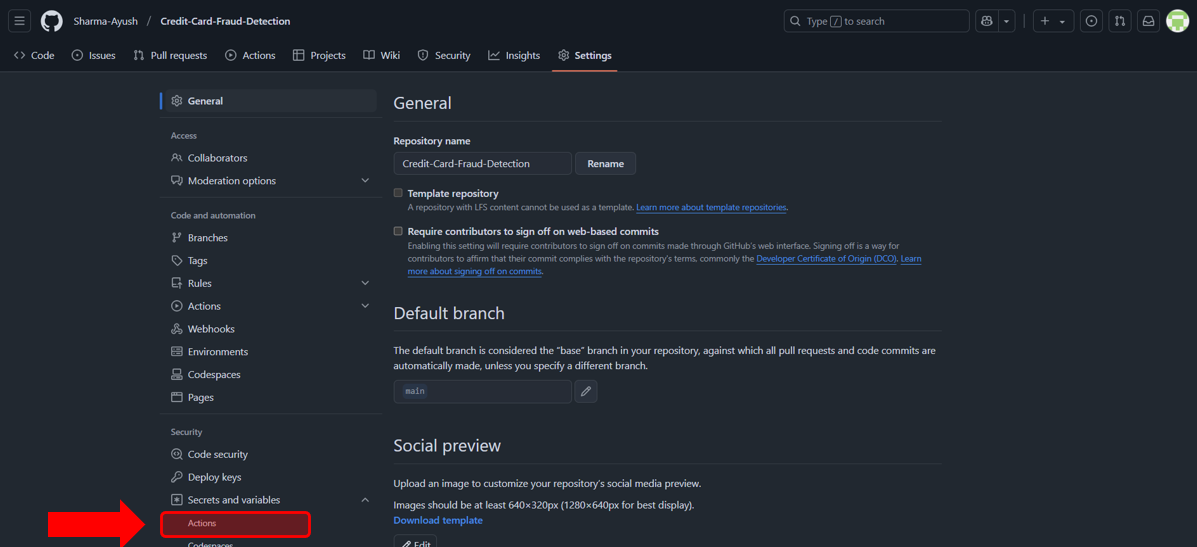 Sharma-Ayush / Credit-Card-Fraud-Detection
Type / to search
Code Issues Pull requests Actions Projects Wiki Security Insights Settings
General
Access
Collaborators
Moderation options
Code and automation
Branches
Tags
Rules
Actions
Webhooks
Environments
Codespaces
Pages
Security
Code security
Deploy keys
Secrets and variables
Actions
Codespaces
General
Repository name
Credit-Card-Fraud-Detection Rename
Template repository
A repository with LFS content cannot be used as a template. Learn more about template repositories.
Require contributors to sign off on web-based commits
Enabling this setting will require contributors to sign off on commits made through GitHub's web interface. Signing off is a way for
contributors to affirm that their commit complies with the repository's terms, commonly the Developer Certificate of Origin (DCO). Learn
more about signing off on commits.
Default branch
The default branch is considered the "base" branch in your repository, against which all pull requests and code commits are
automatically made, unless you specify a different branch.
main
Social preview
Upload an image to customize your repository's social media preview.
Images should be at least 640×320px (1280×640px for best display).
Download template
Edit